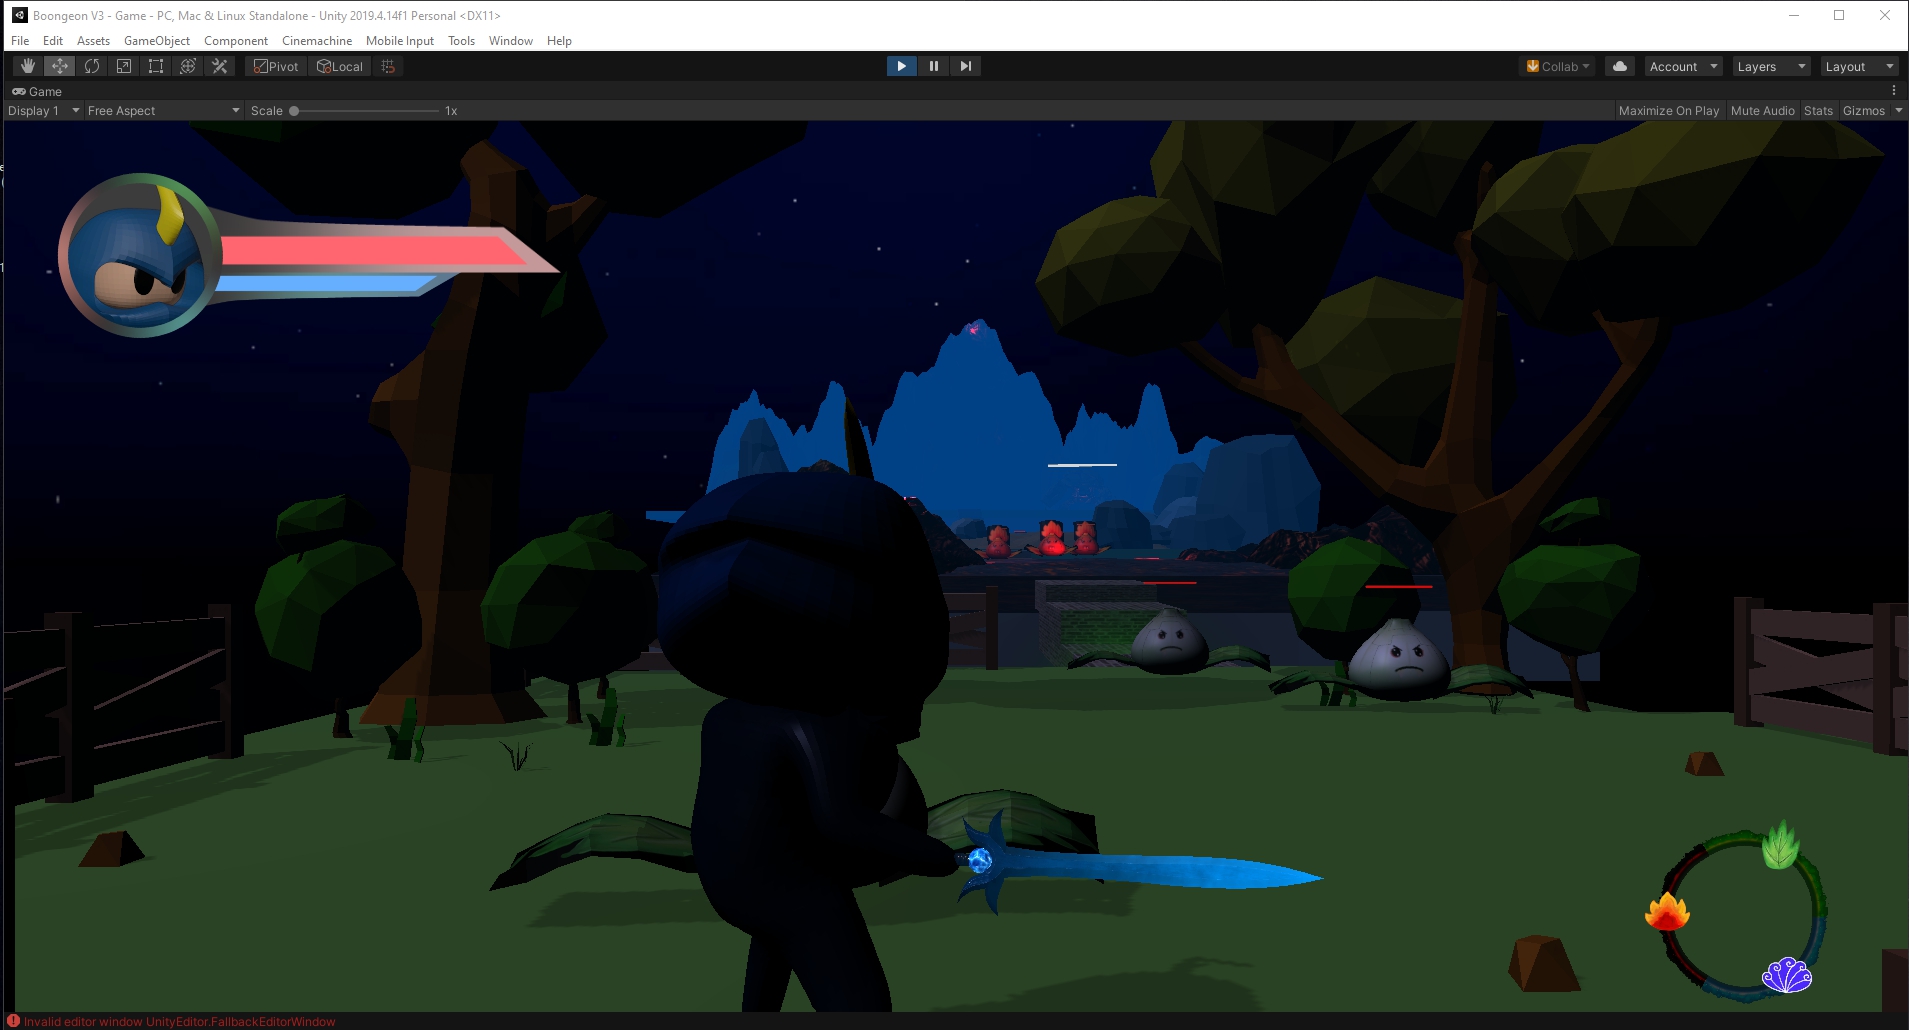 Boongeon V3 - Game - PC, Mac & Linux Standalone - Unity 2019.4.14f1 Personal <DX11>
File Edit Assets GameObject Component Cinemachine Mobile Input Tools Window Help
Pivot Local Collab Account Layers Layout
Game
Display 1 Free Aspect Scale 1x Maximize On Play Mute Audio Stats Gizmos
Invalid editor window UnityEditor.FallbackEditorWindow